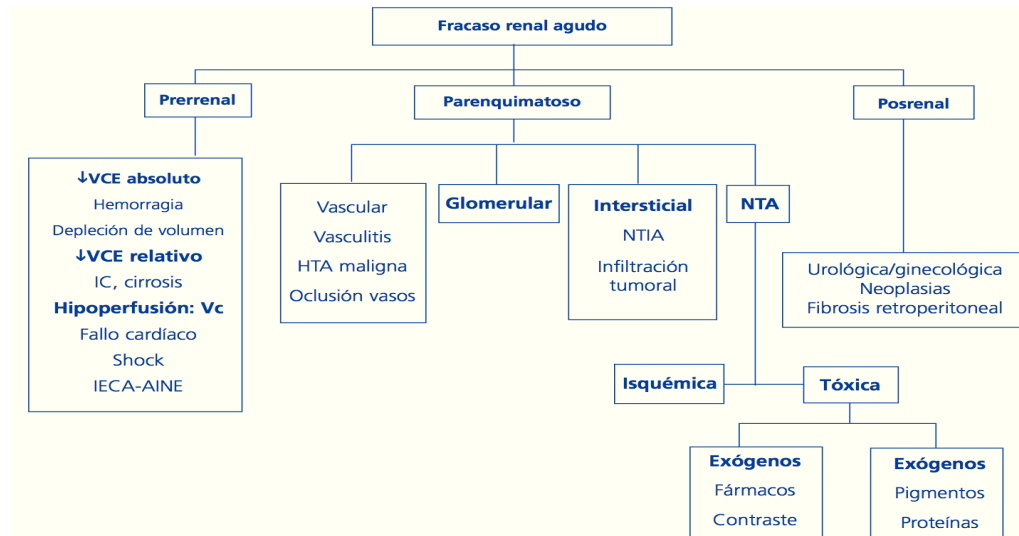 Fracaso renal agudo
Prerrenal
Parenquimatoso
Posrenal
↓VCE absoluto
Hemorragia
Depleción de volumen
↓VCE relativo
IC, cirrosis
Hipoperfusión: Vc
Fallo cardíaco
Shock
IECA-AINE
Vascular
Vasculitis
HTA maligna
Oclusión vasos
Glomerular
Intersticial
NTIA
Infiltración
tumoral
NTA
Urológica/ginecológica
Neoplasias
Fibrosis retroperitoneal
Isquémica
Tóxica
Exógenos
Fármacos
Contraste
Exógenos
Pigmentos
Proteínas